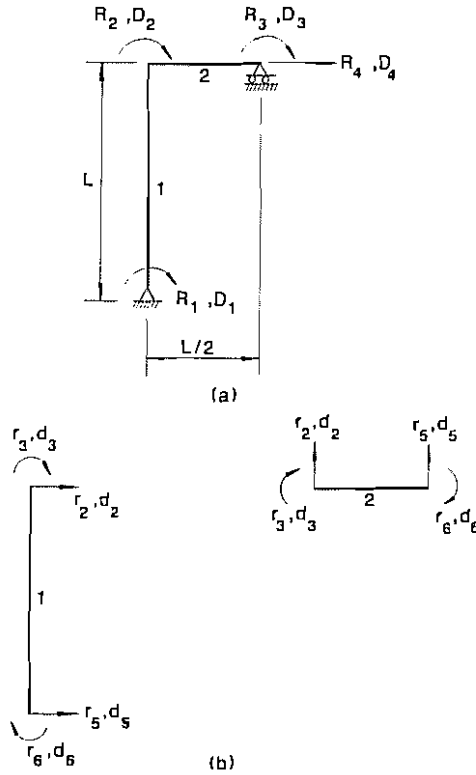 R₂ ,D₂
R₃ ,D₃
R₄ ,D₄
2
L
1
R₁ ,D₁
L/2
(a)
r₃,d₃
r₂,d₂
1
r₅,d₅
r₆,d₆
r₂,d₂
r₅,d₅
2
r₃,d₃
r₆,d₆
(b)